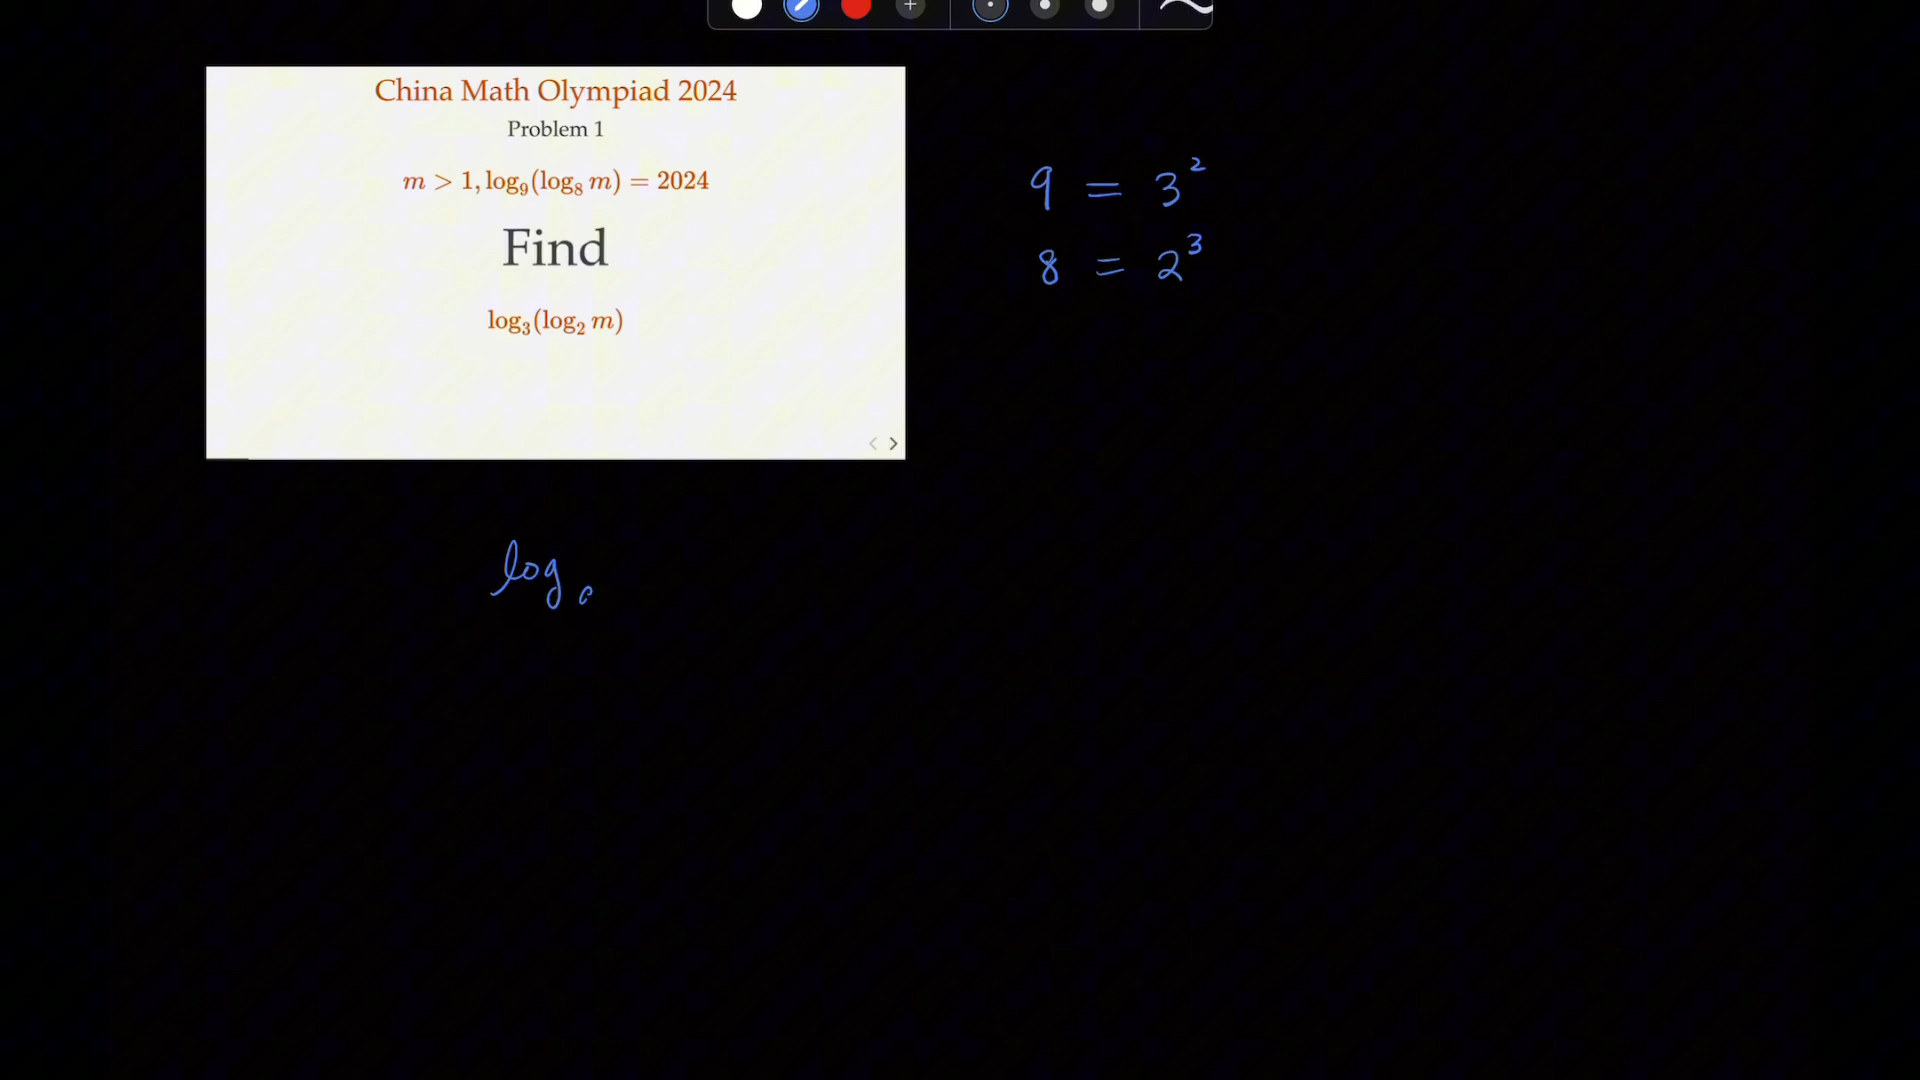 China Math Olympiad 2024
Problem 1
m > 1, log₉(log₈ m) = 2024
Find
log₃(log₂ m)
9 = 3²
8 = 2³
log